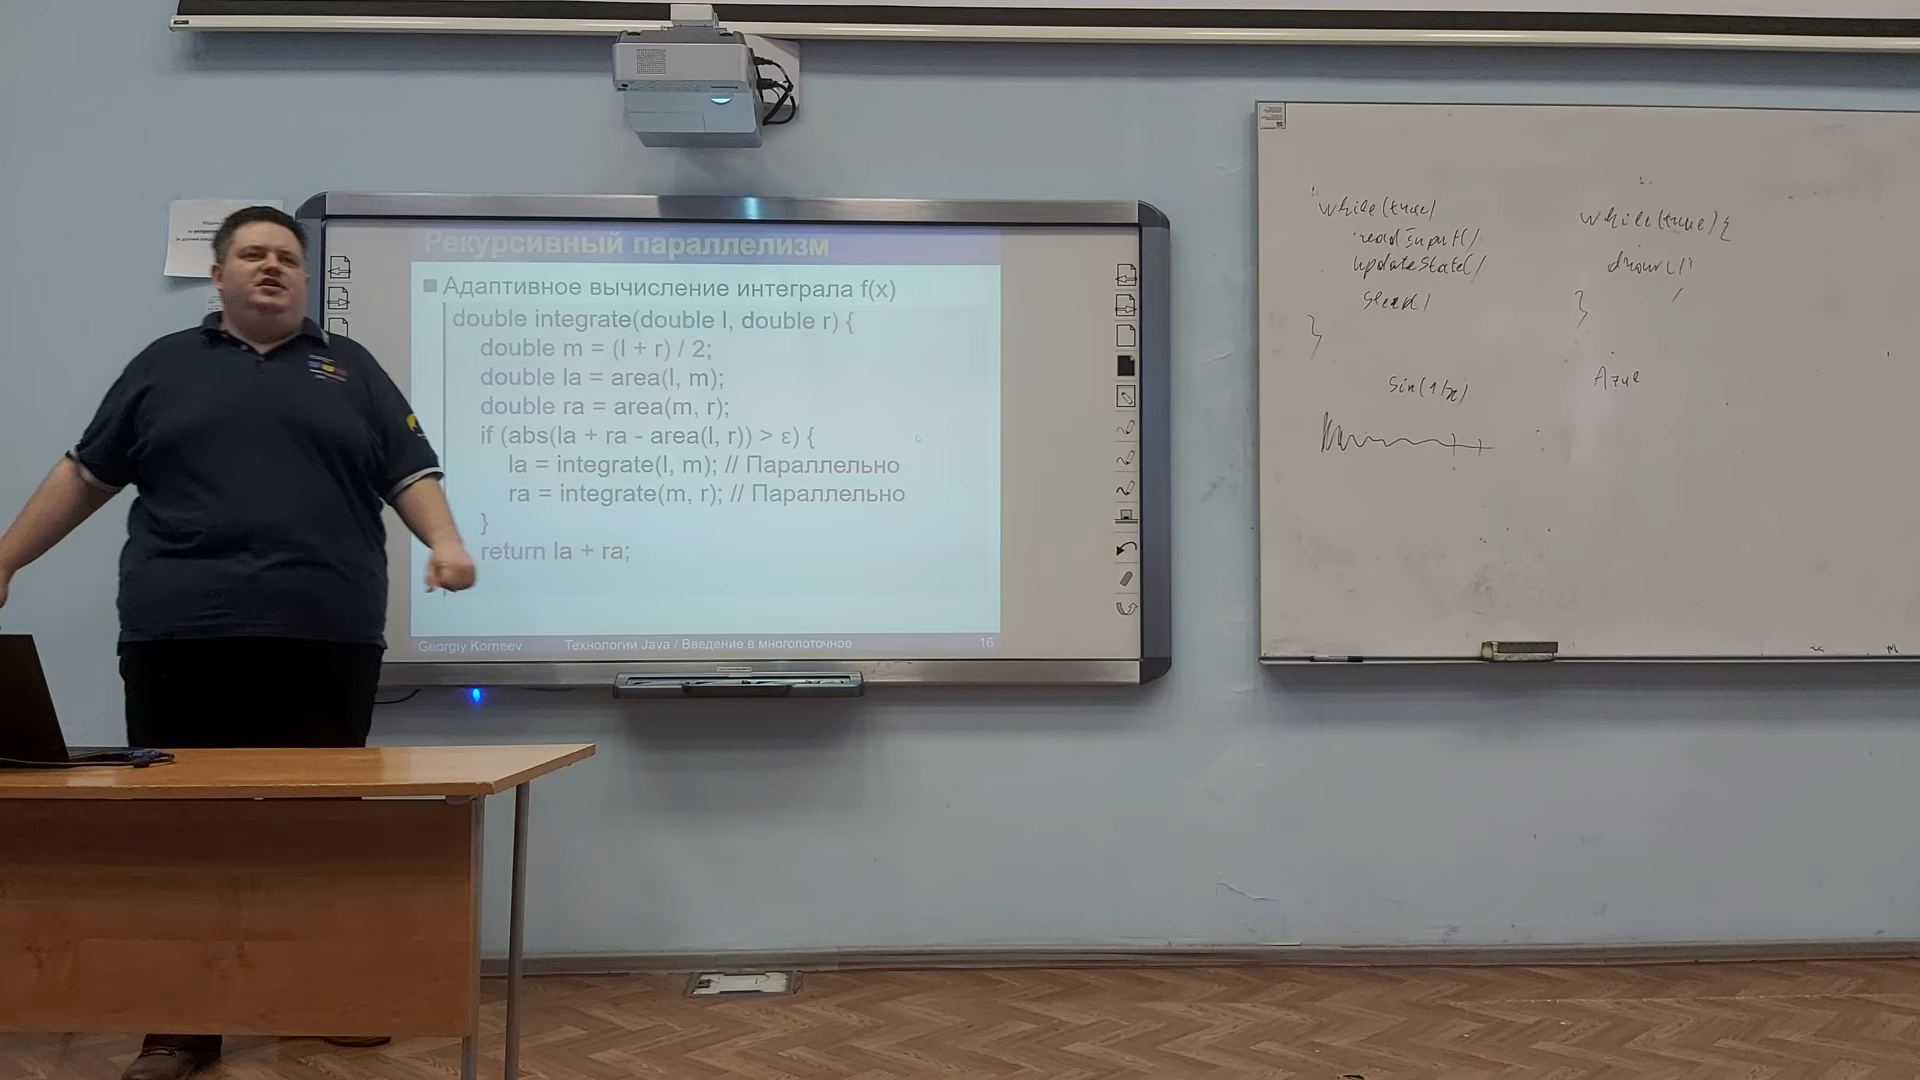 Рекурсивный параллелизм
Адаптивное вычисление интеграла f(x)
double integrate(double l, double r) {
double m = (l + r) / 2;
double la = area(l, m);
double ra = area(m, r);
if (abs(la + ra - area(l, r)) > ε) {
la = integrate(l, m); // Параллельно
ra = integrate(m, r); // Параллельно
}
return la + ra;
Georgiy Korneev
Технологии Java / Введение в многопоточное
16
while(true)
readInput()
updateState()
}
while(true){
}
sin(1/x)